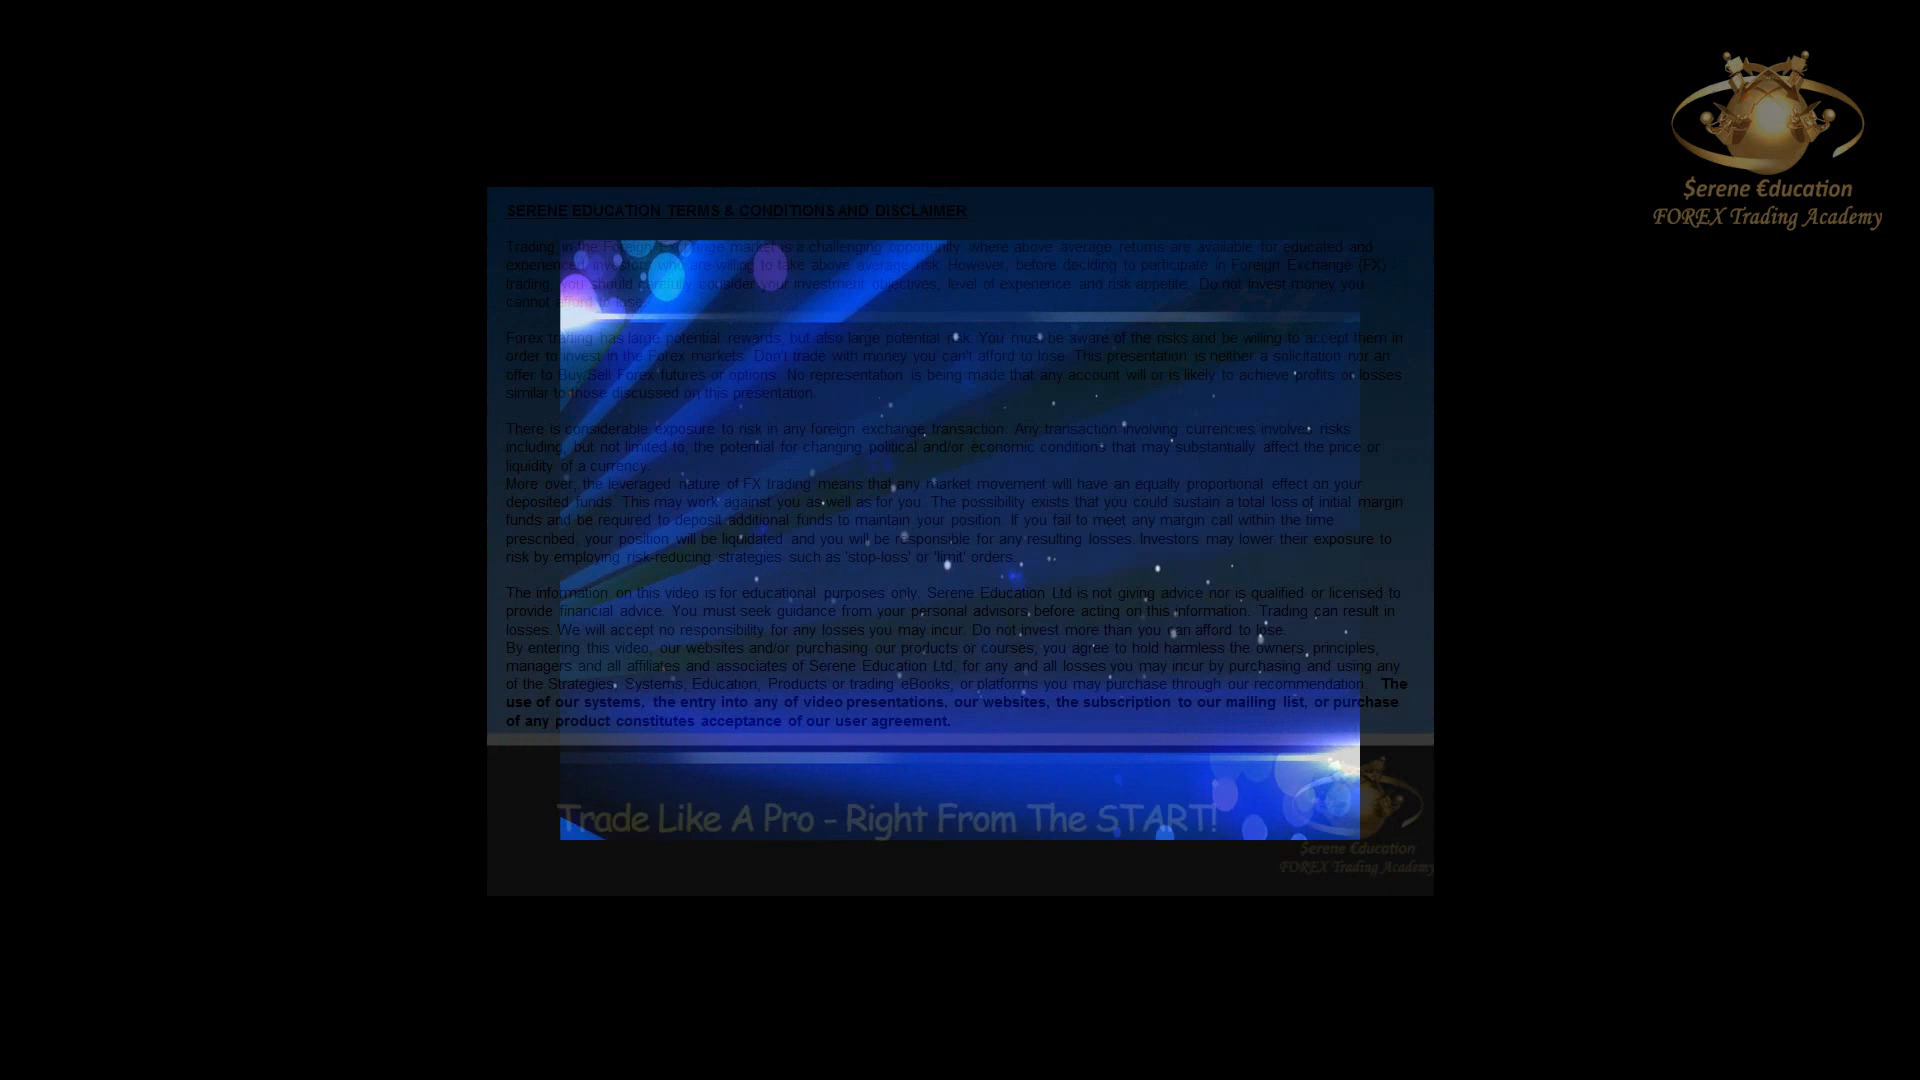 $erene €ducation
FOREX Trading Academy
SERENE EDUCATION TERMS & CONDITIONS AND DISCLAIMER
Trading in the Foreign Exchange market is a challenging opportunity where above average returns are available for educated and
experienced investors who are willing to take above average risk. However, before deciding to participate in Foreign Exchange (FX)
trading, you should carefully consider your investment objectives, level of experience and risk appetite. Do not invest money you
cannot afford to lose.
Forex trading has large potential rewards, but also large potential risk. You must be aware of the risks and be willing to accept them in
order to invest in the Forex markets. Don't trade with money you can't afford to lose. This presentation is neither a solicitation nor an
offer to Buy/Sell Forex futures or options. No representation is being made that any account will or is likely to achieve profits or losses
similar to those discussed on this presentation.
There is considerable exposure to risk in any foreign exchange transaction. Any transaction involving currencies involves risks
including, but not limited to, the potential for changing political and/or economic conditions that may substantially affect the price or
liquidity of a currency.
More over, the leveraged nature of FX trading means that any market movement will have an equally proportional effect on your
deposited funds. This may work against you as well as for you. The possibility exists that you could sustain a total loss of initial margin
funds and be required to deposit additional funds to maintain your position. If you fail to meet any margin call within the time
prescribed, your position will be liquidated and you will be responsible for any resulting losses. Investors may lower their exposure to
risk by employing risk-reducing strategies such as 'stop-loss' or 'limit' orders.
The information on this video is for educational purposes only. Serene Education Ltd is not giving advice nor is qualified or licensed to
provide financial advice. You must seek guidance from your personal advisors before acting on this information. Trading can result in
losses. We will accept no responsibility for any losses you may incur. Do not invest more than you can afford to lose.
By entering this video, our websites and/or purchasing our products or courses, you agree to hold harmless the owners, principles,
managers and all affiliates and associates of Serene Education Ltd, for any and all losses you may incur by purchasing and using any
of the Strategies, Systems, Education, Products or trading eBooks, or platforms you may purchase through our recommendation. The
use of our systems, the entry into any of video presentations, our websites, the subscription to our mailing list, or purchase
of any product constitutes acceptance of our user agreement.
Trade Like A Pro - Right From The START!
$erene €ducation
FOREX Trading Academy